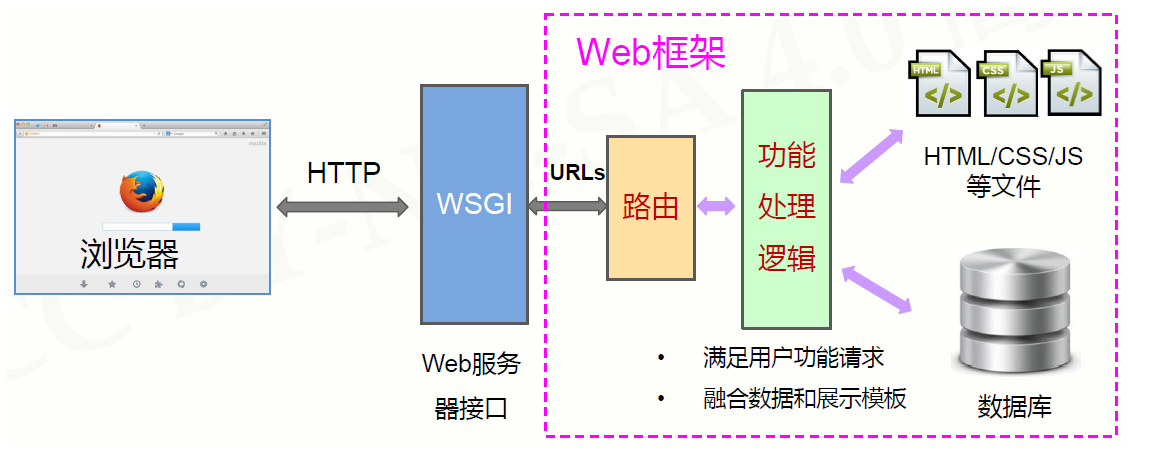 Web框架
HTML
CSS
JS
HTML/CSS/JS
等文件
浏览器
HTTP
WSGI
Web服务
器接口
URLs
路由
功能
处理
逻辑
• 满足用户功能请求
• 融合数据和展示模板
数据库
mozilla